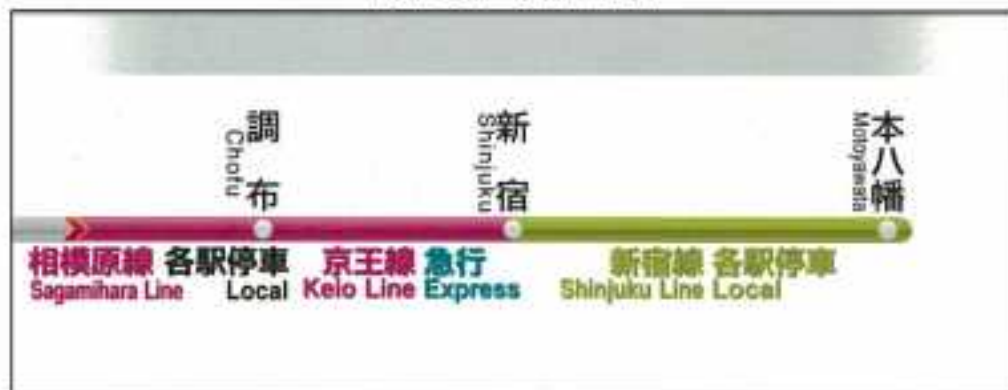 調布
Chofu
新宿
Shinjuku
本八幡
Motoyawata
相模原線 各駅停車 京王線 急行 新宿線 各駅停車
Sagamihara Line Local Keio Line Express Shinjuku Line Local